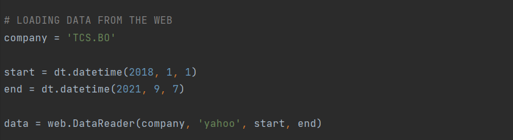 # LOADING DATA FROM THE WEB
company = 'TCS.BO'
start = dt.datetime(2018, 1, 1)
end = dt.datetime(2021, 9, 7)
data = web.DataReader(company, 'yahoo', start, end)